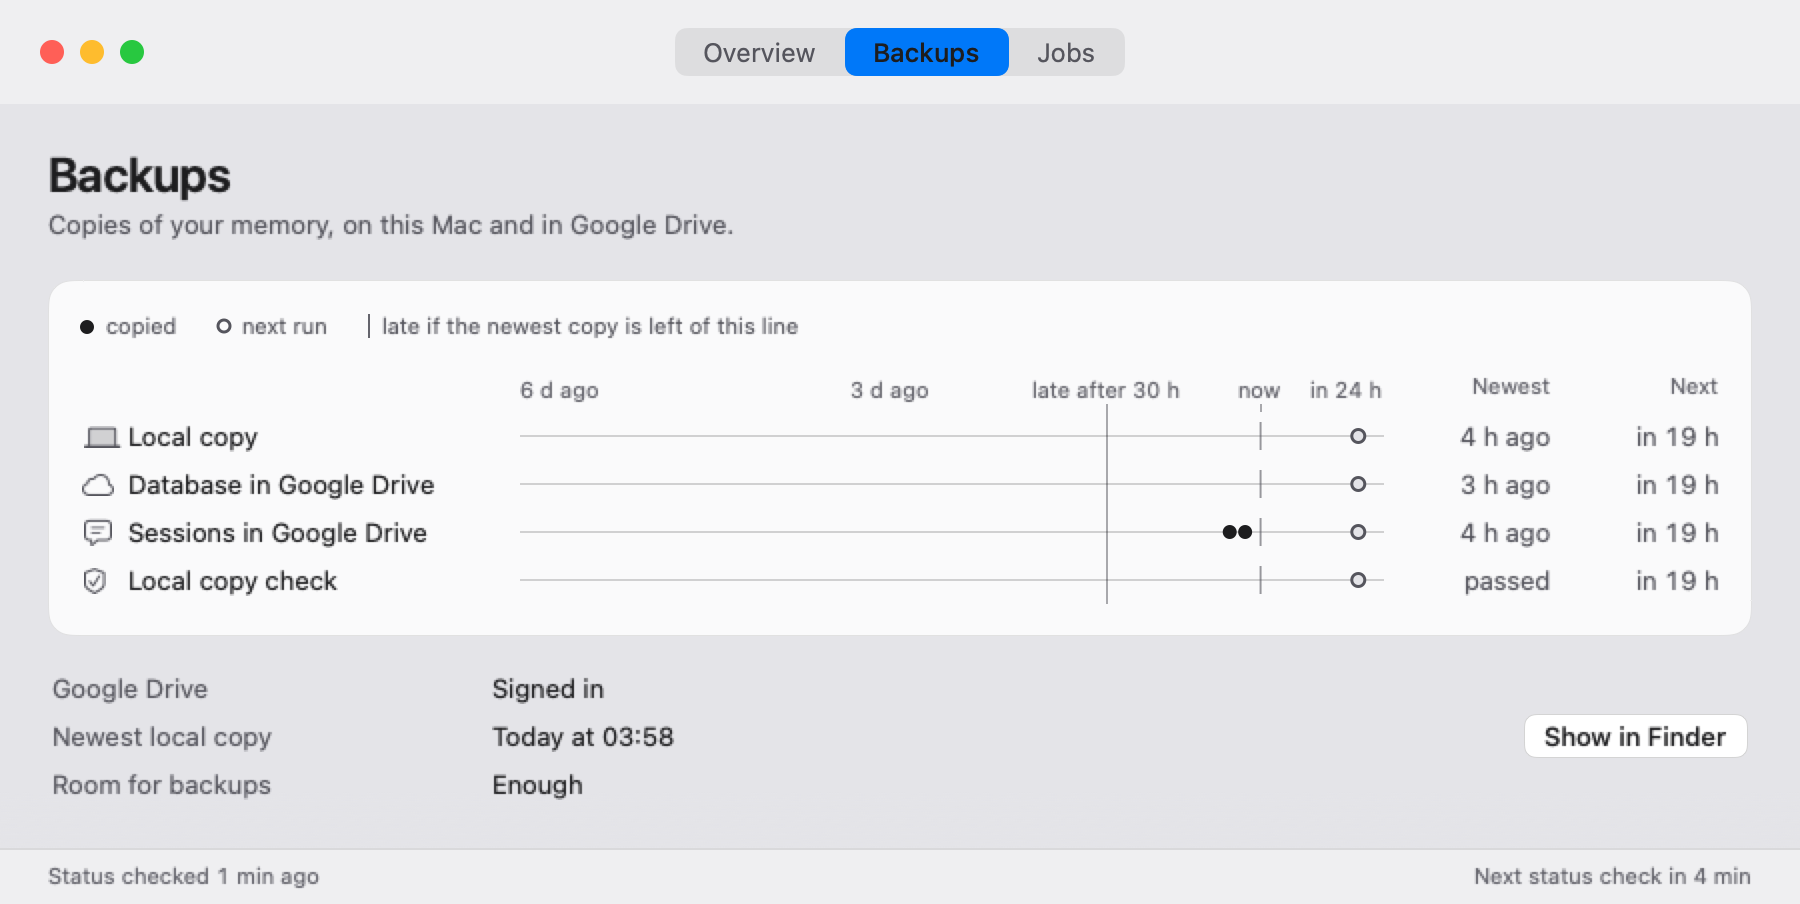 Overview Backups Jobs
Backups
Copies of your memory, on this Mac and in Google Drive.
copied next run late if the newest copy is left of this line
6 d ago 3 d ago late after 30 h now in 24 h Newest Next
Local copy 4 h ago in 19 h
Database in Google Drive 3 h ago in 19 h
Sessions in Google Drive 4 h ago in 19 h
Local copy check passed in 19 h
Google Drive Signed in
Newest local copy Today at 03:58 Show in Finder
Room for backups Enough
Status checked 1 min ago Next status check in 4 min